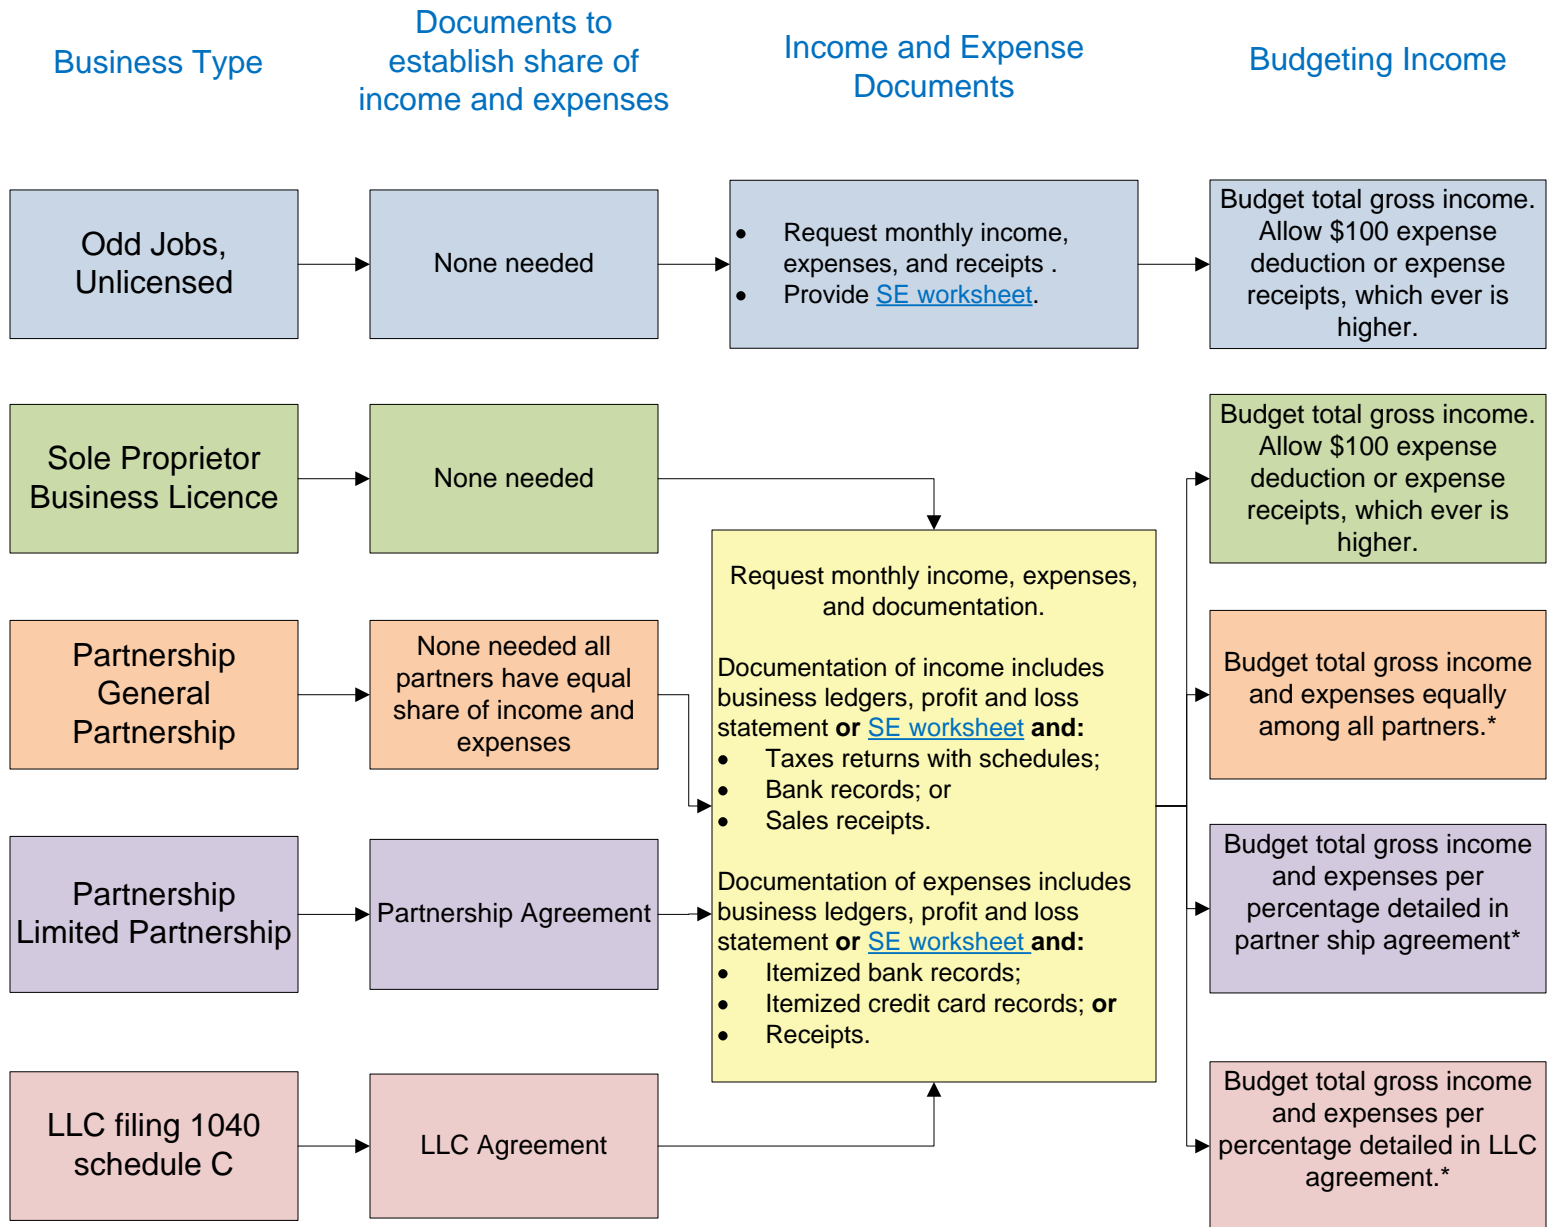 Business Type
Documents to
establish share of
income and expenses
Income and Expense
Documents
Budgeting Income
Odd Jobs,
Unlicensed
None needed
• Request monthly income,
expenses, and receipts .
• Provide SE worksheet.
Budget total gross income.
Allow $100 expense
deduction or expense
receipts, which ever is
higher.
Sole Proprietor
Business Licence
None needed
Budget total gross income.
Allow $100 expense
deduction or expense
receipts, which ever is
higher.
Request monthly income, expenses,
and documentation.
Documentation of income includes
business ledgers, profit and loss
statement or SE worksheet and:
• Taxes returns with schedules;
• Bank records; or
• Sales receipts.
Documentation of expenses includes
business ledgers, profit and loss
statement or SE worksheet and:
• Itemized bank records;
• Itemized credit card records; or
• Receipts.
Partnership
General
Partnership
None needed all
partners have equal
share of income and
expenses
Budget total gross income
and expenses equally
among all partners.*
Partnership
Limited Partnership
Partnership Agreement
Budget total gross income
and expenses per
percentage detailed in
partner ship agreement*
LLC filing 1040
schedule C
LLC Agreement
Budget total gross income
and expenses per
percentage detailed in LLC
agreement.*